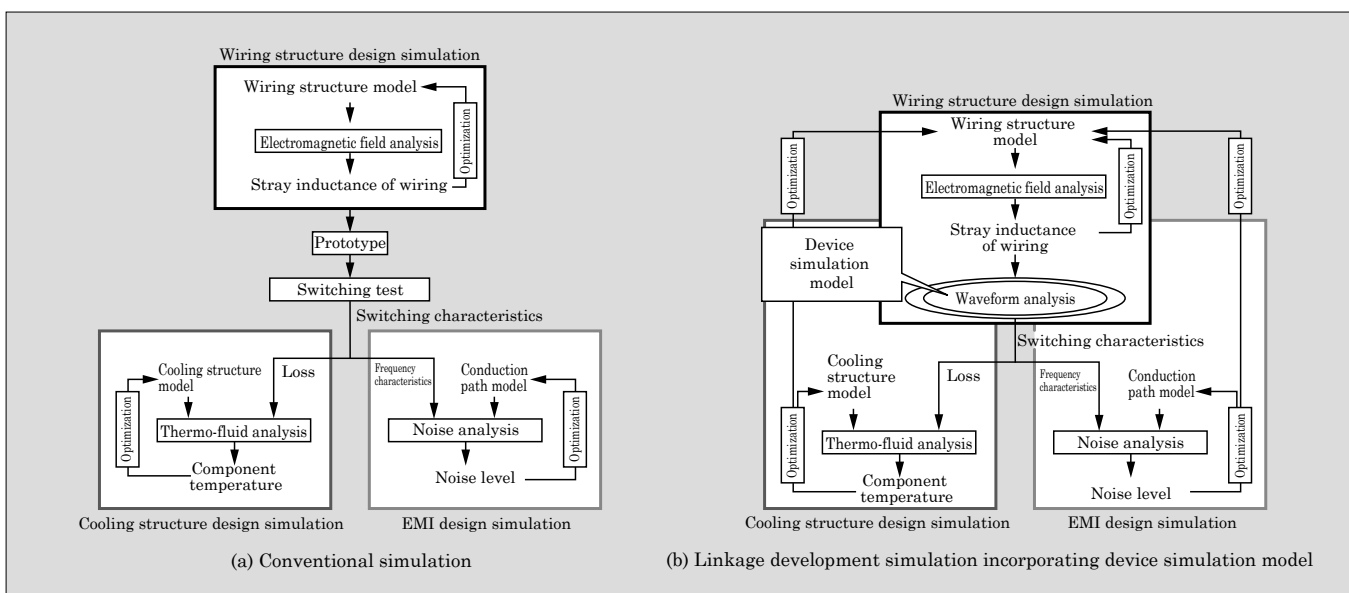 Wiring structure design simulation
Wiring structure model
Optimization
Electromagnetic field analysis
Stray inductance of wiring
Prototype
Switching test
Switching characteristics
Cooling structure
model
Loss
Optimization
Thermo-fluid analysis
Component
temperature
Cooling structure design simulation
Frequency
characteristics
Conduction
path model
Noise analysis
Optimization
Noise level
EMI design simulation
(a) Conventional simulation
Wiring structure design simulation
Optimization
Wiring structure
model
Optimization
Optimization
Electromagnetic field analysis
Stray inductance
of wiring
Device
simulation
model
Waveform analysis
Switching characteristics
Cooling
structure
model
Loss
Optimization
Thermo-fluid analysis
Component
temperature
Cooling structure design simulation
Frequency
characteristics
Conduction
path model
Noise analysis
Optimization
Noise level
EMI design simulation
(b) Linkage development simulation incorporating device simulation model